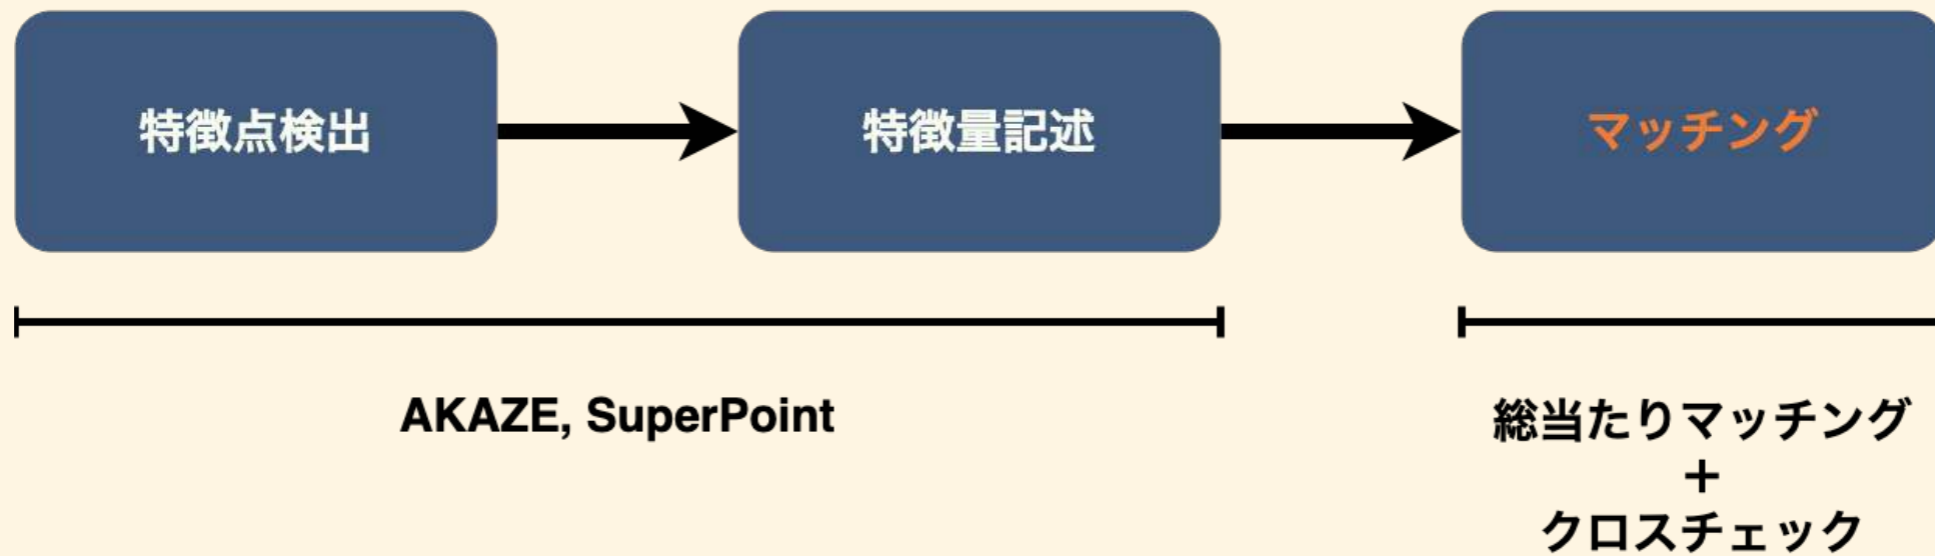 特徴点検出
特徴量記述
マッチング
AKAZE, SuperPoint
総当たりマッチング
＋
クロスチェック